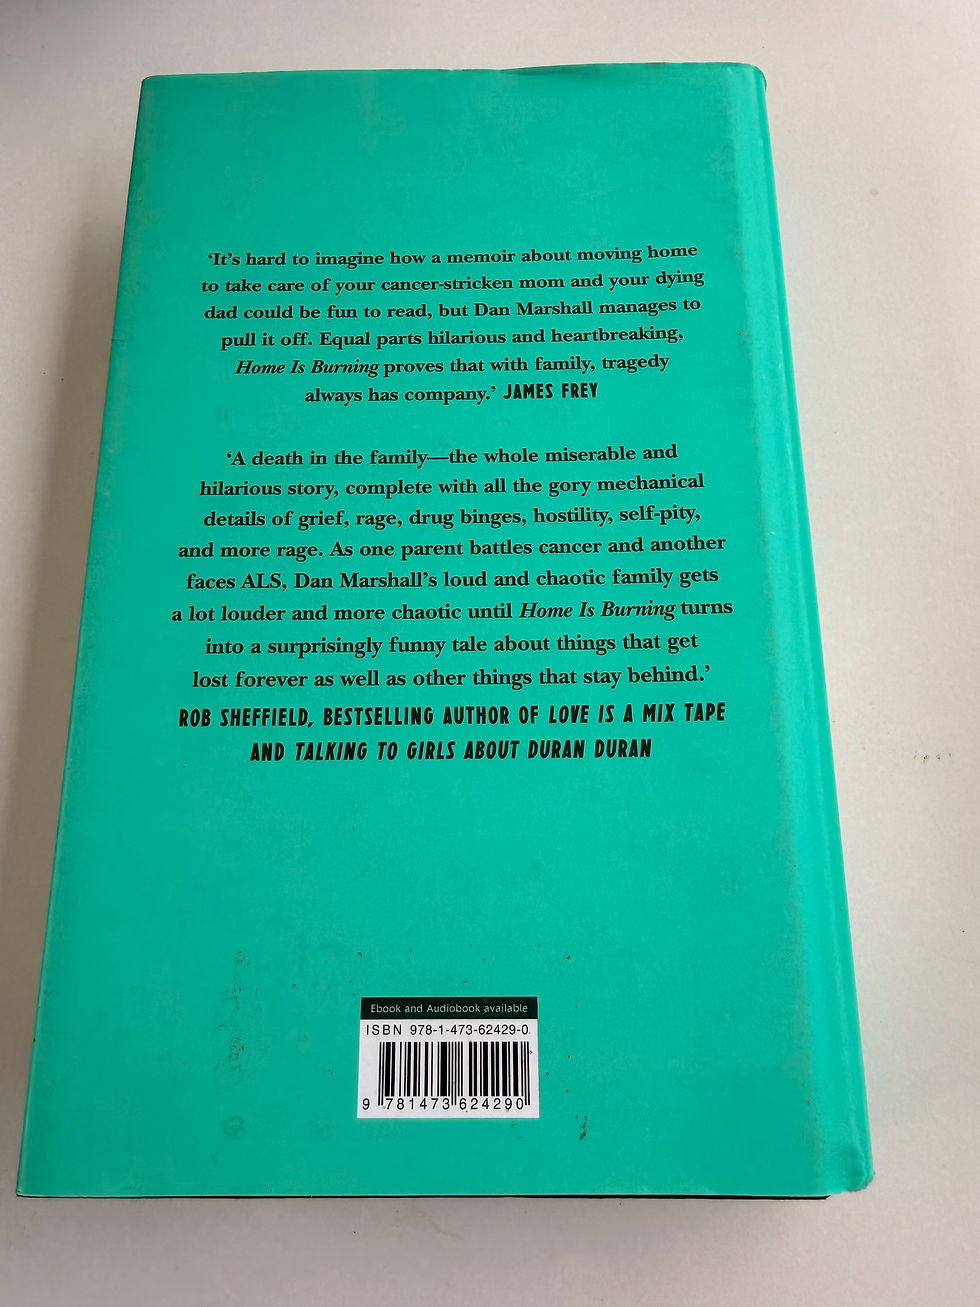 ‘It’s hard to imagine how a memoir about moving home
to take care of your cancer-stricken mom and your dying
dad could be fun to read, but Dan Marshall manages to
pull it off. Equal parts hilarious and heartbreaking,
Home Is Burning proves that with family, tragedy
always has company.’ JAMES FREY
‘A death in the family—the whole miserable and
hilarious story, complete with all the gory mechanical
details of grief, rage, drug binges, hostility, self-pity,
and more rage. As one parent battles cancer and another
faces ALS, Dan Marshall’s loud and chaotic family gets
a lot louder and more chaotic until Home Is Burning turns
into a surprisingly funny tale about things that get
lost forever as well as other things that stay behind.’
ROB SHEFFIELD, BESTSELLING AUTHOR OF LOVE IS A MIX TAPE
AND TALKING TO GIRLS ABOUT DURAN DURAN
Ebook and Audiobook available
ISBN 978-1-473-62429-0
9 781473 624290